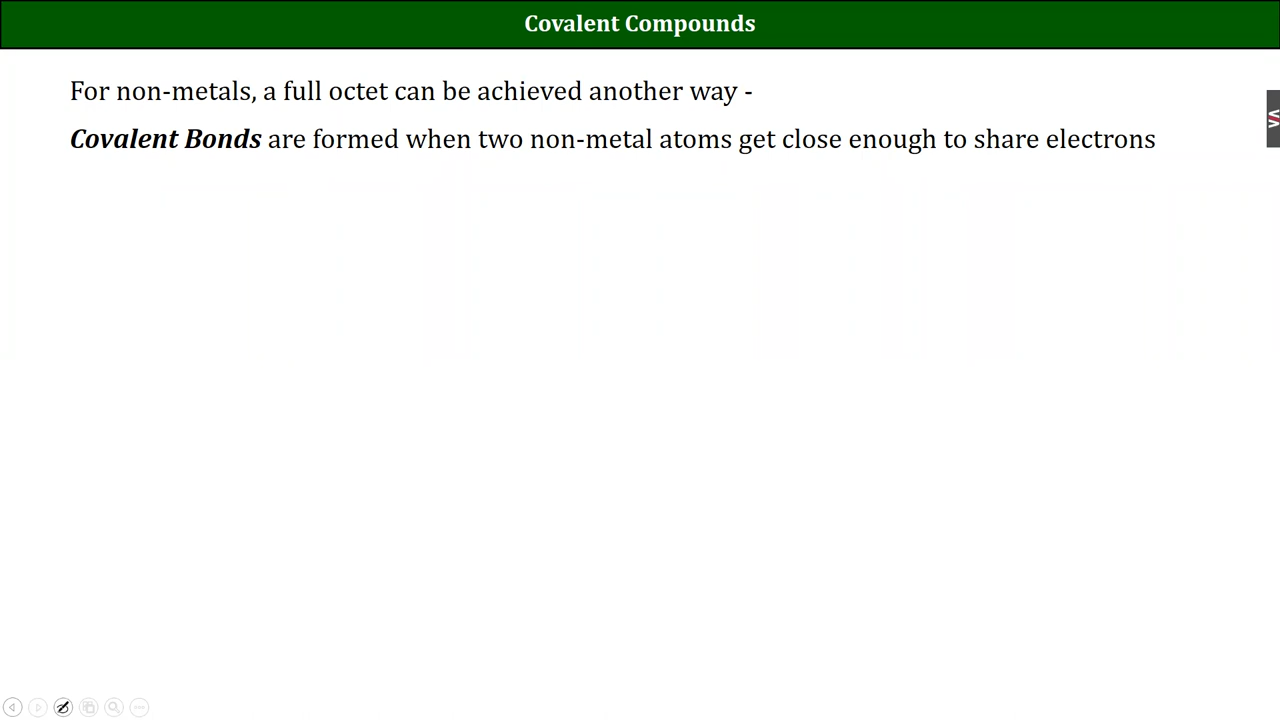 Covalent Compounds
For non-metals, a full octet can be achieved another way -
Covalent Bonds are formed when two non-metal atoms get close enough to share electrons